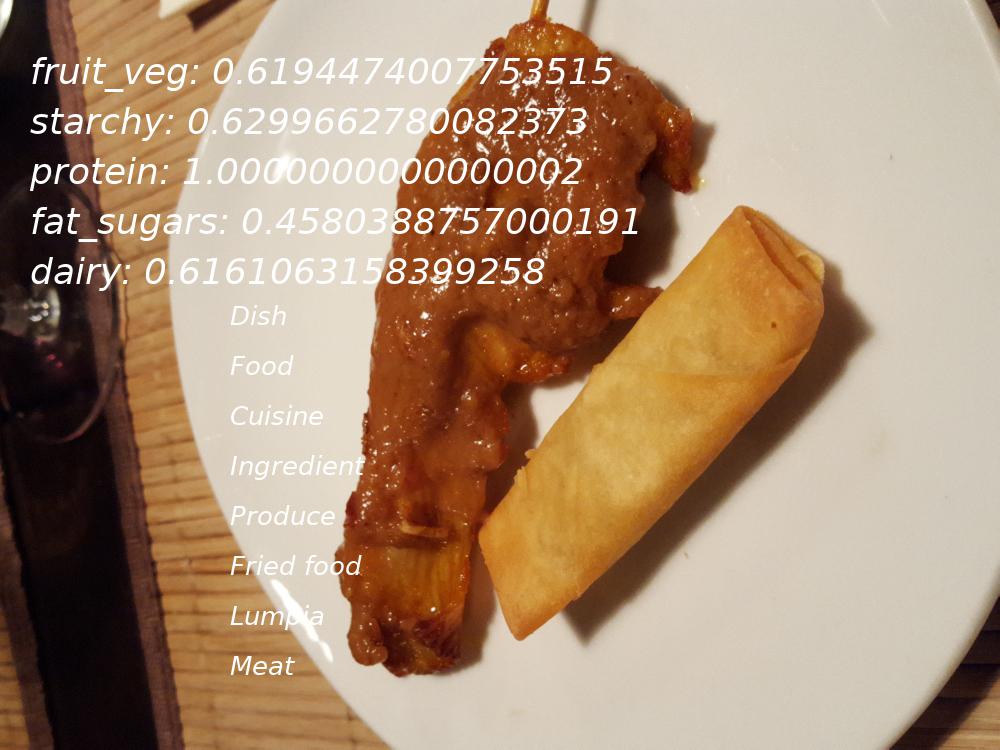 fruit_veg: 0.6194474007753515
starchy: 0.6299662780082373
protein: 1.0000000000000002
fat_sugars: 0.4580388757000191
dairy: 0.6161063158399258
Dish
Food
Cuisine
Ingredient
Produce
Fried food
Lumpia
Meat